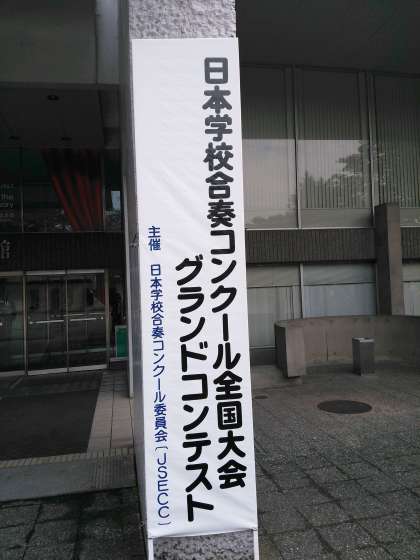 日本学校合奏コンクール全国大会
グランドコンテスト
主催　日本学校合奏コンクール委員会〔JSECC〕
館